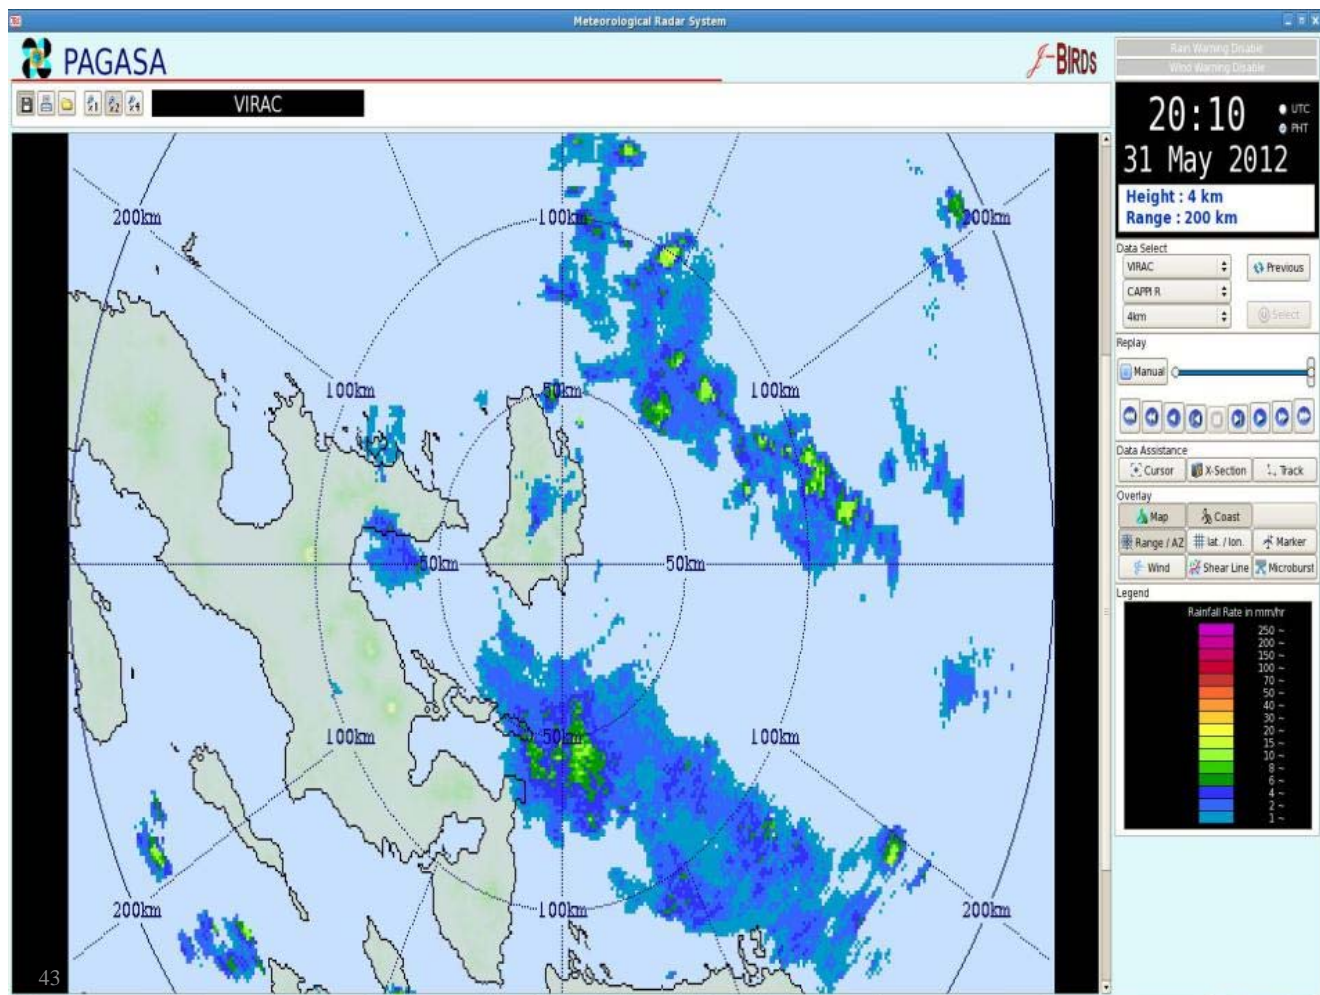 Meteorological Radar System
PAGASA
J-BIRDS
VIRAC
Rain Warning Disable
Wind Warning Disable
20:10
UTC
PHT
31 May 2012
Height : 4 km
Range : 200 km
Data Select
VIRAC
Previous
CAPPI R
4km
Select
Replay
Manual
Data Assistance
Cursor
X-Section
Track
Overlay
Map
Coast
Range / AZ
lat. / lon.
Marker
Wind
Shear Line
Microburst
Legend
Rainfall Rate in mm/hr
250 ~
200 ~
150 ~
100 ~
70 ~
50 ~
40 ~
30 ~
20 ~
15 ~
10 ~
8 ~
6 ~
4 ~
2 ~
1 ~
200km
100km
200km
100km
50km
100km
50km
50km
100km
50km
100km
200km
100km
200km
43